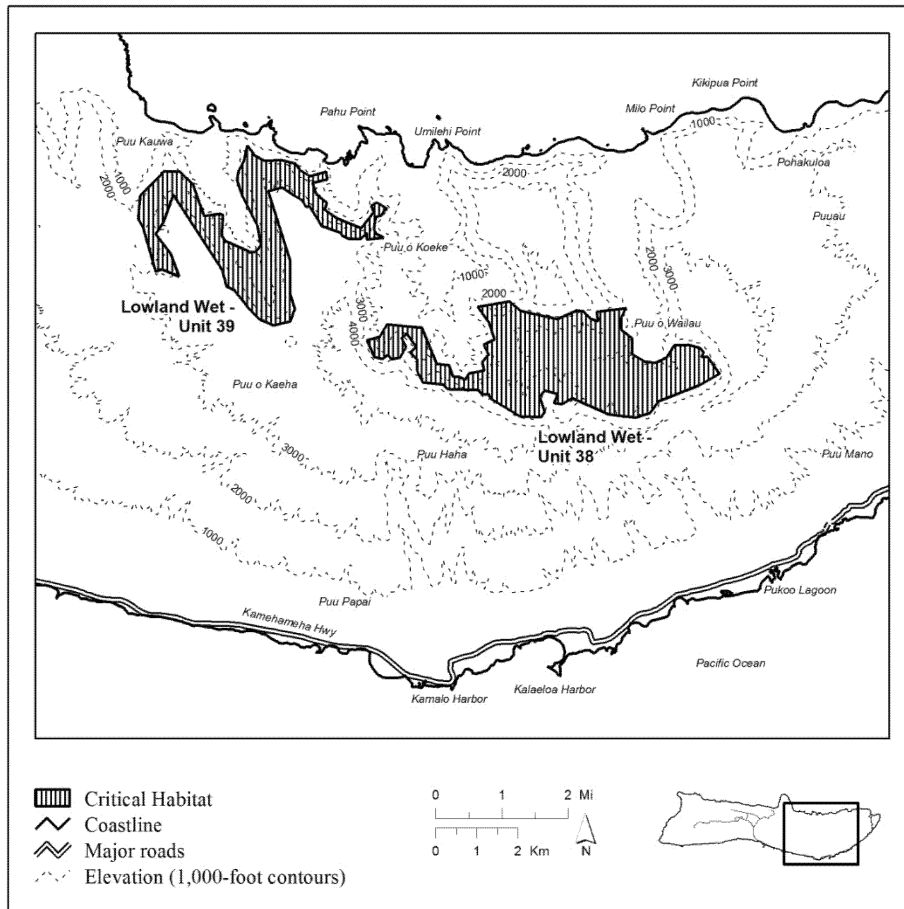 Kikipua Point
Pahu Point
Milo Point
Umilehi Point
1000
Puu Kauwa
Pohakuloa
1000
2000
2000
Puuau
Puu o Koeke
2000
3000
1000
2000
Lowland Wet -
Unit 39
3000
4000
Puu o Wailau
Puu o Kaeha
Lowland Wet -
Unit 38
3000
Puu Haha
Puu Mano
2000
1000
Puu Papai
Pukoo Lagoon
Kamehameha Hwy
Pacific Ocean
Kamalo Harbor
Kalaeloa Harbor
Critical Habitat
Coastline
Major roads
Elevation (1,000-foot contours)
0 1 2 Mi
0 1 2 Km
N